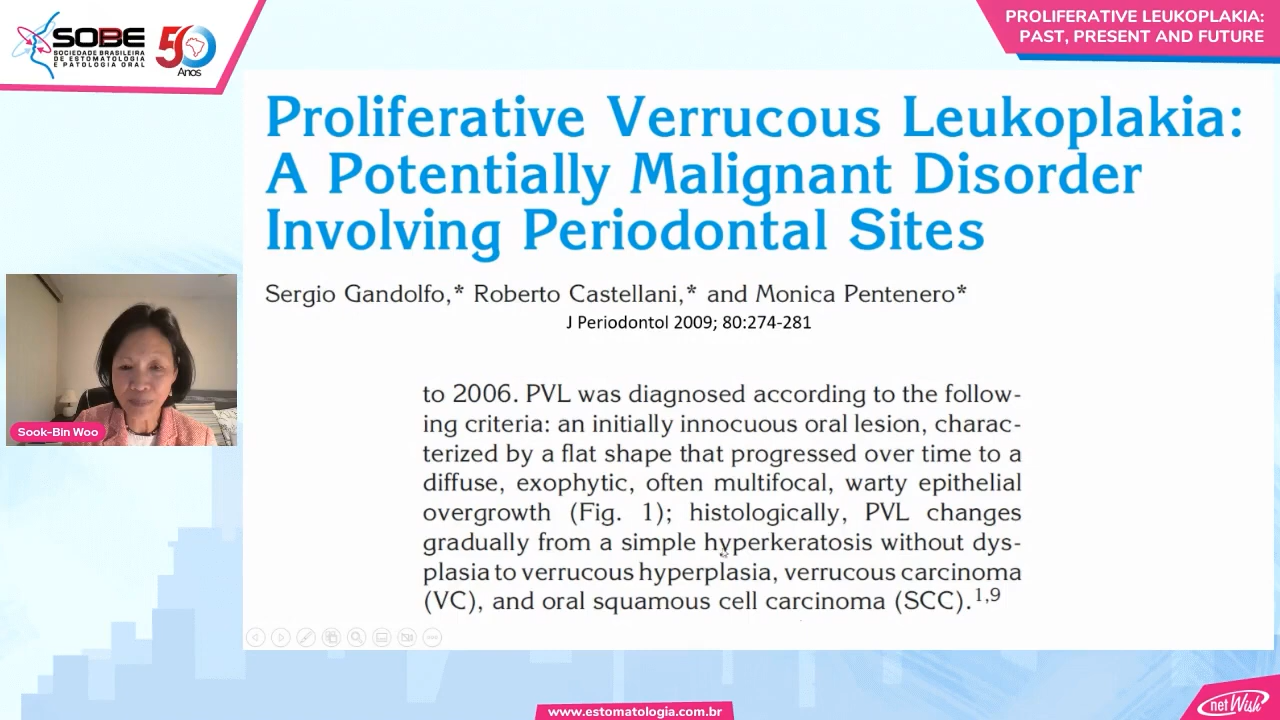 SOBE
SOCIEDADE BRASILEIRA
DE ESTOMATOLOGIA
E PATOLOGIA ORAL
50
Anos
PROLIFERATIVE LEUKOPLAKIA:
PAST, PRESENT AND FUTURE
Proliferative Verrucous Leukoplakia:
A Potentially Malignant Disorder
Involving Periodontal Sites
Sergio Gandolfo,* Roberto Castellani,* and Monica Pentenero*
J Periodontol 2009; 80:274-281
to 2006. PVL was diagnosed according to the follow-
ing criteria: an initially innocuous oral lesion, charac-
terized by a flat shape that progressed over time to a
diffuse, exophytic, often multifocal, warty epithelial
overgrowth (Fig. 1); histologically, PVL changes
gradually from a simple hyperkeratosis without dys-
plasia to verrucous hyperplasia, verrucous carcinoma
(VC), and oral squamous cell carcinoma (SCC).1,9
Sook-Bin Woo
www.estomatologia.com.br
netWish